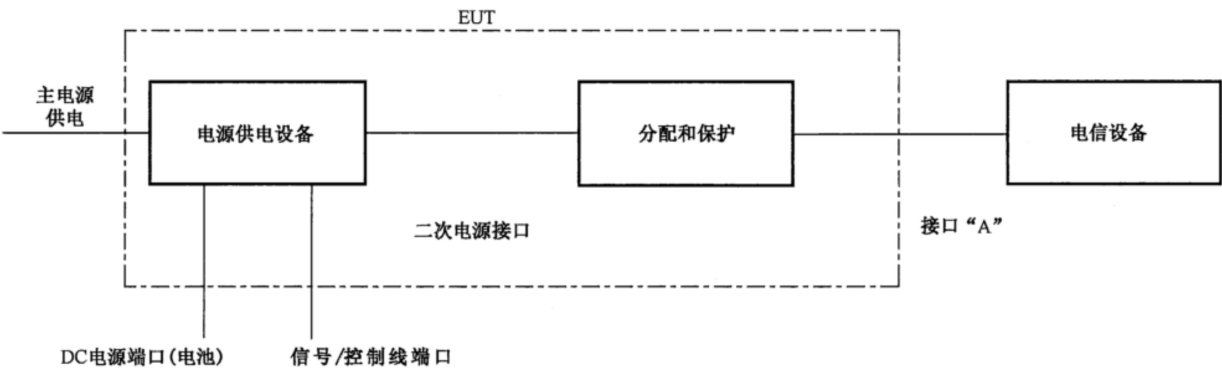 EUT
主电源
供电
电源供电设备
分配和保护
电信设备
二次电源接口
接口“A”
DC电源端口(电池)
信号/控制线端口